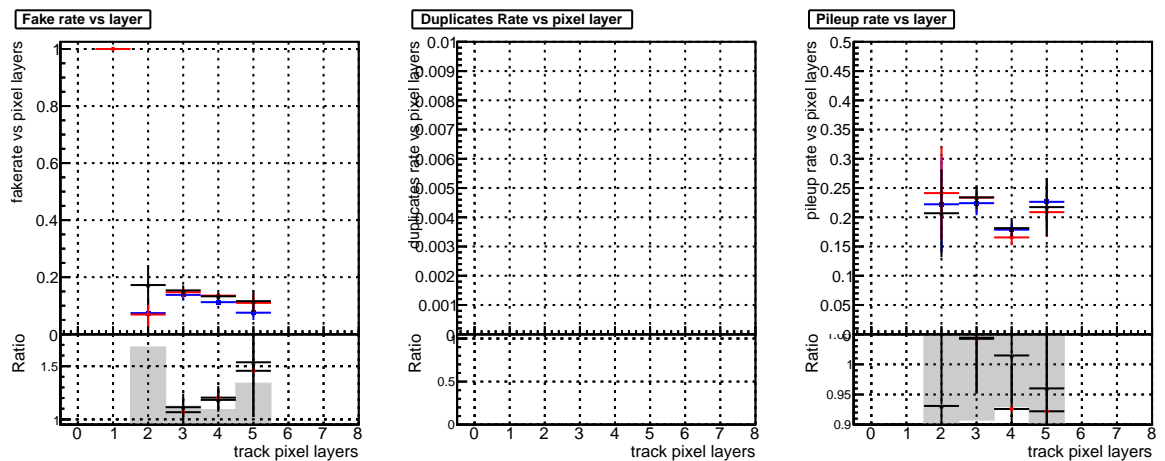 Fake rate vs layer
fakerate vs pixel layers
1
0.8
0.6
0.4
0.2
0
Ratio
1.5
1
0 1 2 3 4 5 6 7 8
track pixel layers
Duplicates Rate vs pixel layer
duplicates rate vs pixel layers
0.01
0.009
0.008
0.007
0.006
0.005
0.004
0.003
0.002
0.001
0
Ratio
1
0.5
0
0 1 2 3 4 5 6 7 8
track pixel layers
Pileup rate vs layer
pileup rate vs pixel layers
0.5
0.45
0.4
0.35
0.3
0.25
0.2
0.15
0.1
0.05
0
Ratio
1
0.95
0.9
0 1 2 3 4 5 6 7 8
track pixel layers